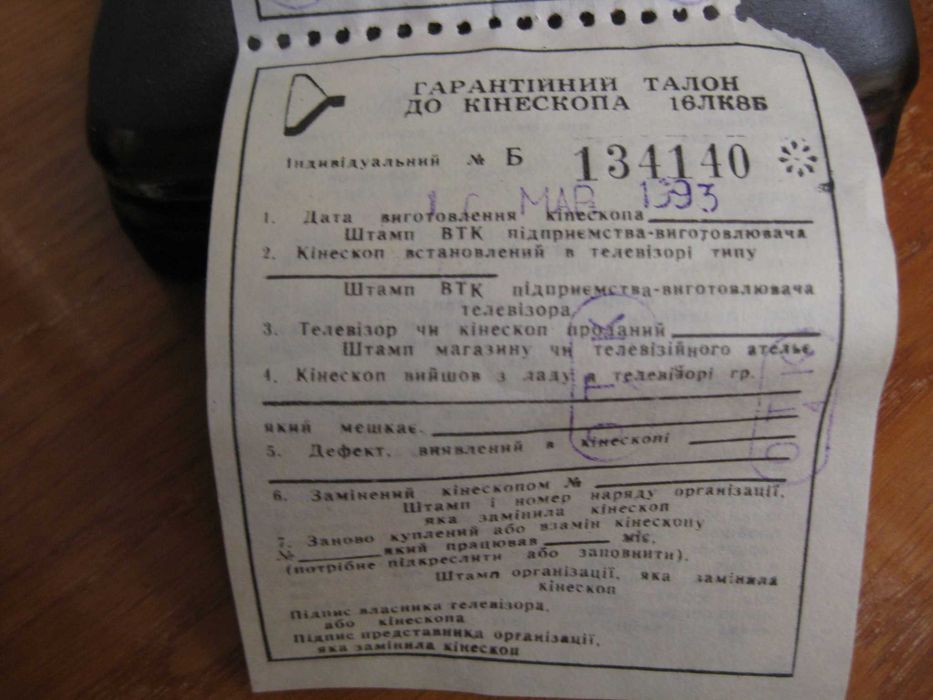 ГАРАНТІЙНИЙ ТАЛОН
ДО КІНЕСКОПА 16ЛК8Б
Індивідуальний № Б 134140
МАР 1993
1. Дата виготовлення кінескопа
Штамп ВТК підприємства-виготовлювача
2. Кінескоп встановлений в телевізорі типу
Штамп ВТК підприємства-виготовлювача
телевізора
3. Телевізор чи кінескоп проданий
Штамп магазину чи телевізійного ательє
4. Кінескоп вийшов з ладу в телевізорі гр.
який мешкає.
5. Дефект, виявлений в кінескопі
6. Замінений кінескопом №
Штамп і номер наряду організації,
яка замінила кінескоп
7. Заново куплений або взамін кінескопу
№ який працював міс.
(потрібне підкреслити або заповнити).
Штамп організації, яка замінила
кінескоп
Підпис власника телевізора,
або кінескопа
Підпис представника організації,
яка замінила кінескоп
ОТК